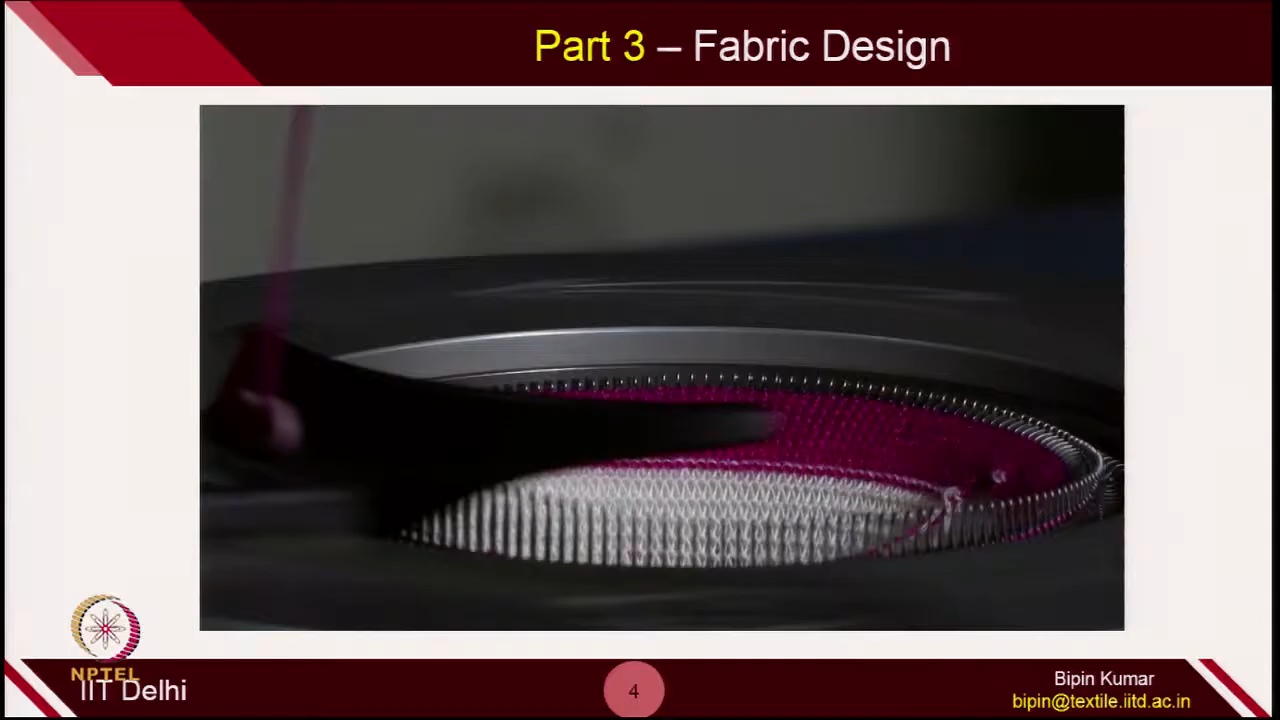 Part 3 – Fabric Design
NPTEL
IIT Delhi
4
Bipin Kumar
bipin@textile.iitd.ac.in